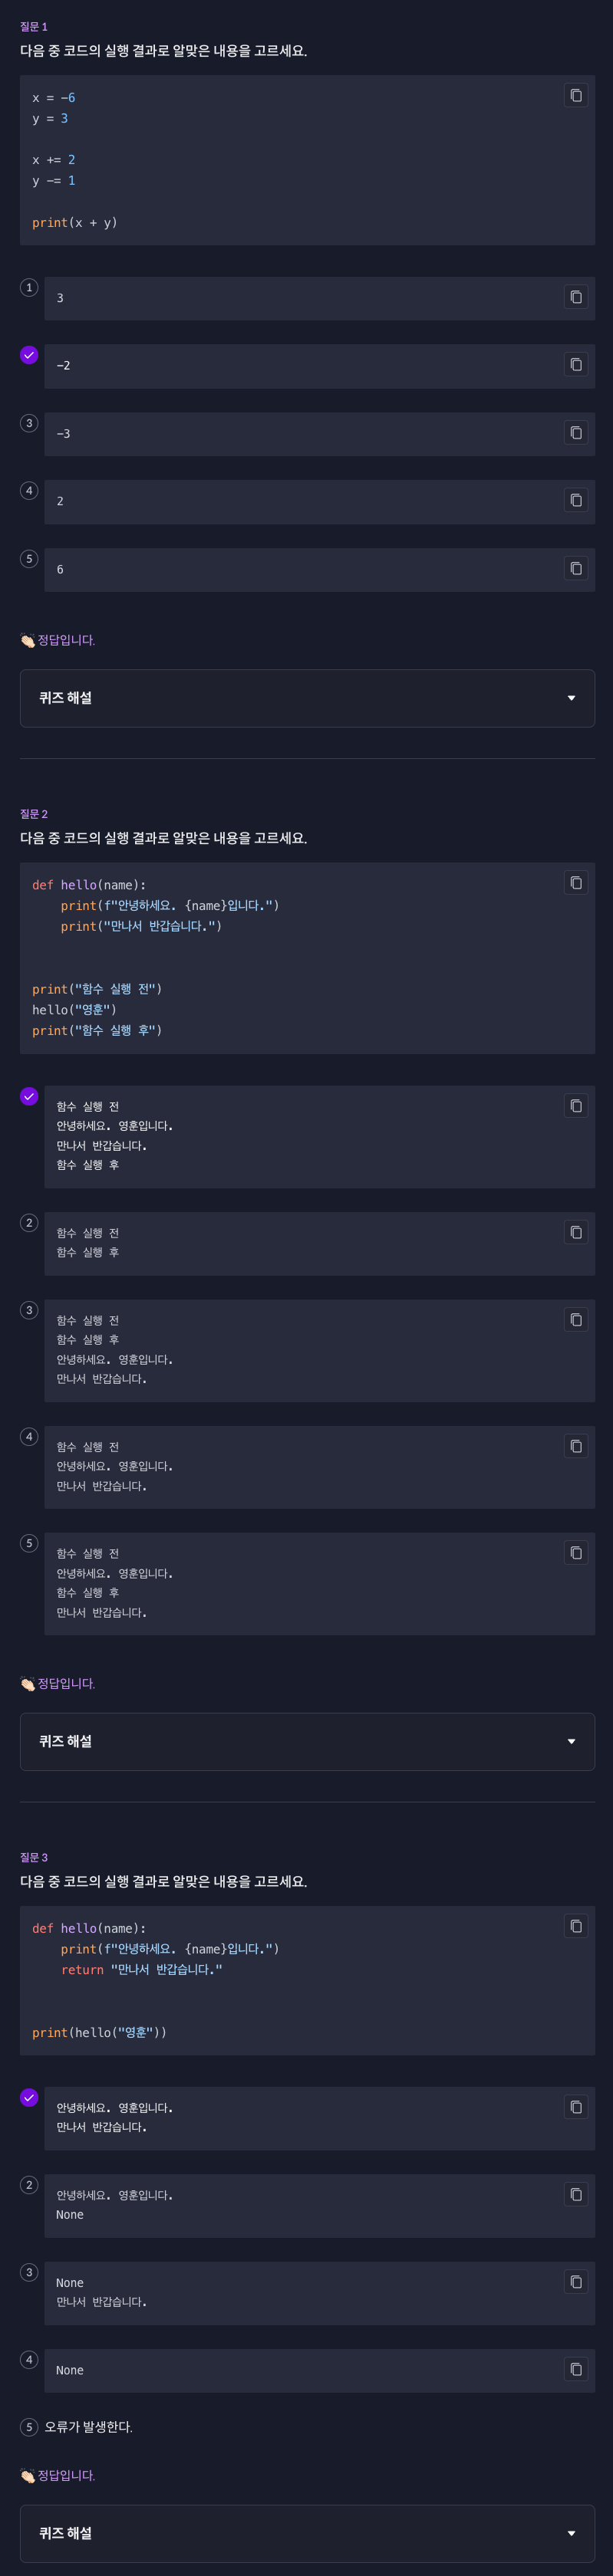 질문 1
다음 중 코드의 실행 결과로 알맞은 내용을 고르세요.
x = -6
y = 3
x += 2
y -= 1
print(x + y)
1
3
-2
3
-3
4
2
5
6
👏🏻 정답입니다.
퀴즈 해설
질문 2
다음 중 코드의 실행 결과로 알맞은 내용을 고르세요.
def hello(name):
    print(f"안녕하세요. {name}입니다.")
    print("만나서 반갑습니다.")
print("함수 실행 전")
hello("영훈")
print("함수 실행 후")
함수 실행 전
안녕하세요. 영훈입니다.
만나서 반갑습니다.
함수 실행 후
2
함수 실행 전
함수 실행 후
3
함수 실행 전
함수 실행 후
안녕하세요. 영훈입니다.
만나서 반갑습니다.
4
함수 실행 전
안녕하세요. 영훈입니다.
만나서 반갑습니다.
5
함수 실행 전
안녕하세요. 영훈입니다.
함수 실행 후
만나서 반갑습니다.
👏🏻 정답입니다.
퀴즈 해설
질문 3
다음 중 코드의 실행 결과로 알맞은 내용을 고르세요.
def hello(name):
    print(f"안녕하세요. {name}입니다.")
    return "만나서 반갑습니다."
print(hello("영훈"))
안녕하세요. 영훈입니다.
만나서 반갑습니다.
2
안녕하세요. 영훈입니다.
None
3
None
만나서 반갑습니다.
4
None
5 오류가 발생한다.
👏🏻 정답입니다.
퀴즈 해설